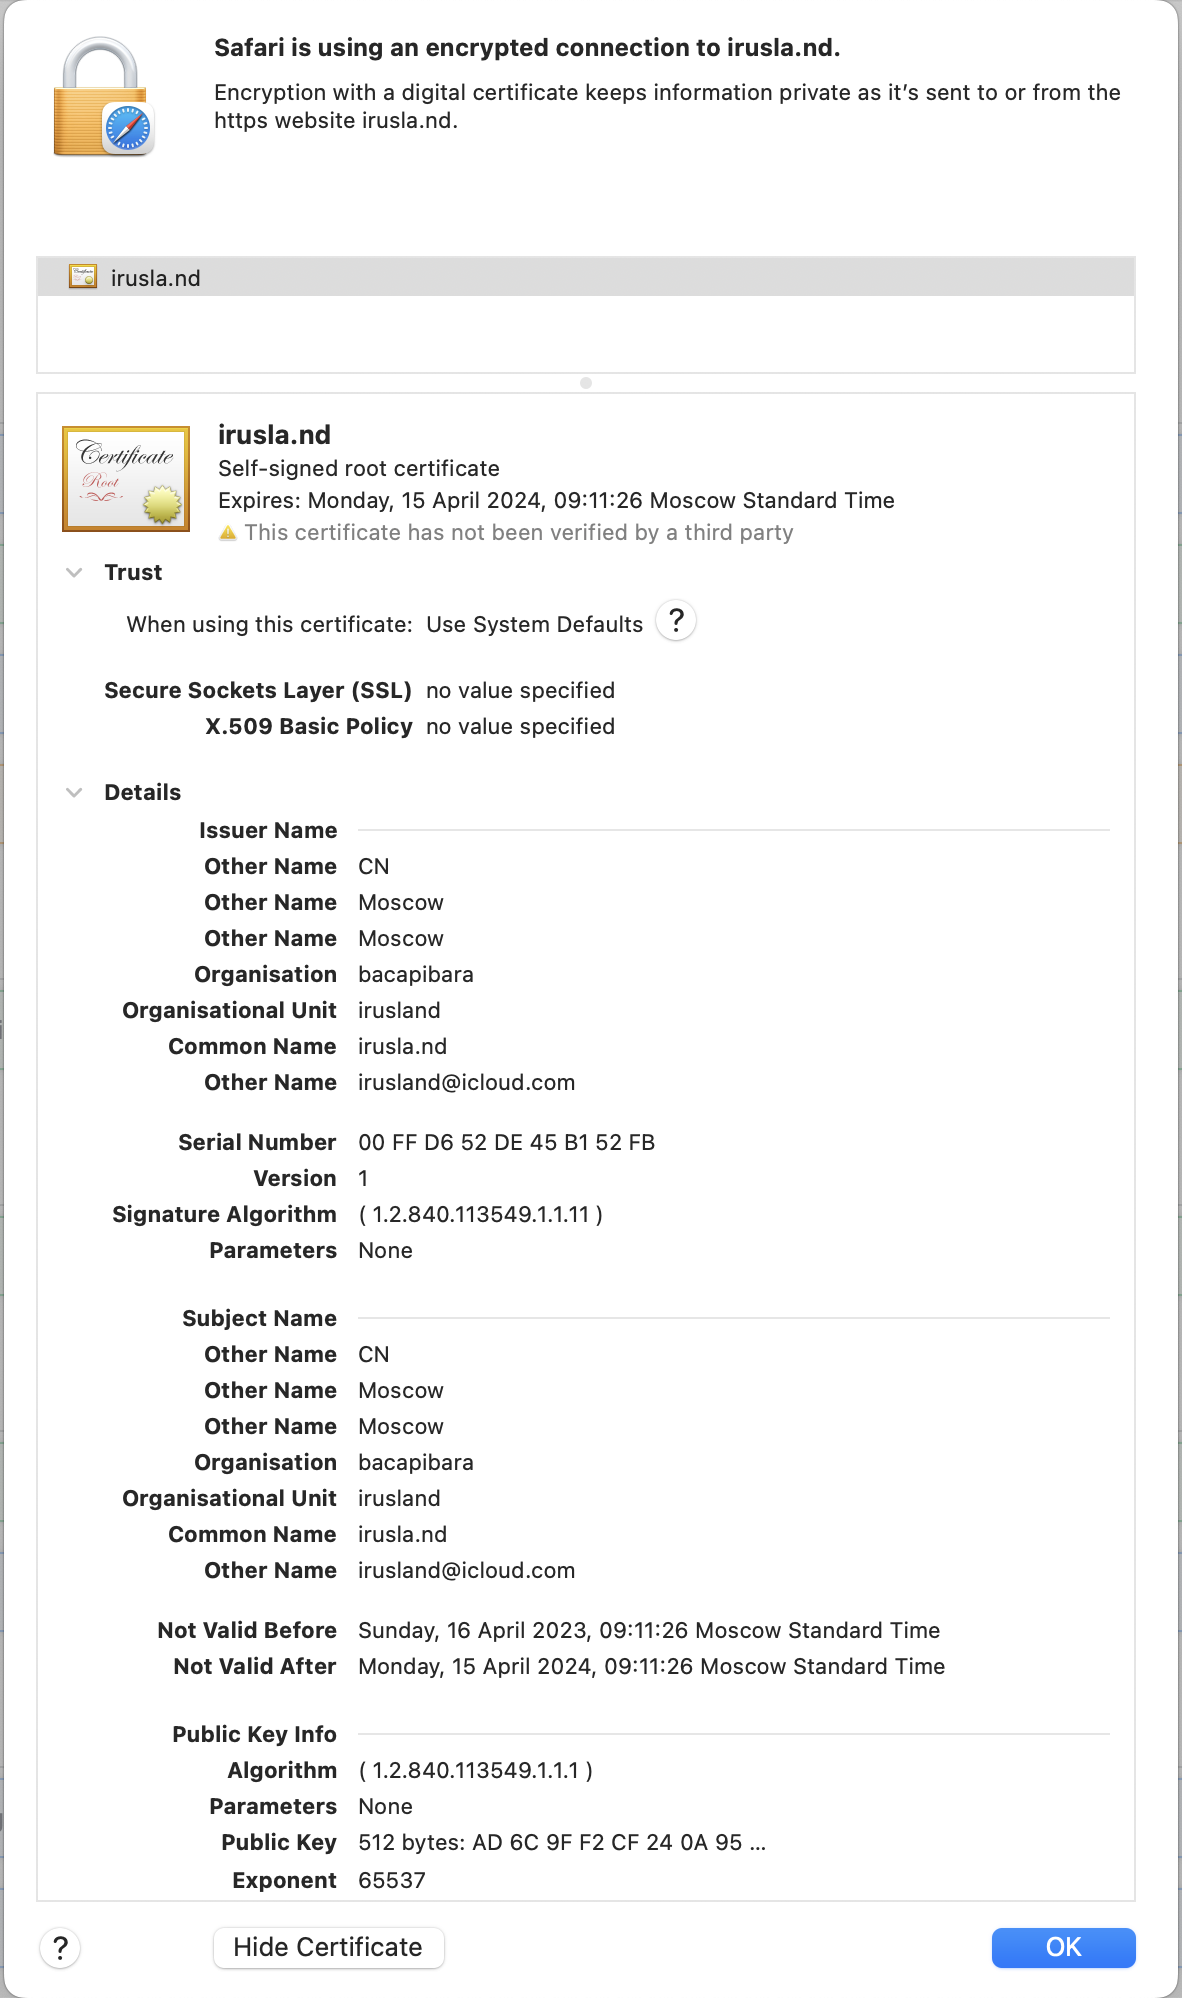 Safari is using an encrypted connection to irusla.nd.
Encryption with a digital certificate keeps information private as it’s sent to or from the
https website irusla.nd.
irusla.nd
Certificate
Root
irusla.nd
Self-signed root certificate
Expires: Monday, 15 April 2024, 09:11:26 Moscow Standard Time
This certificate has not been verified by a third party
Trust
When using this certificate: Use System Defaults ?
Secure Sockets Layer (SSL) no value specified
X.509 Basic Policy no value specified
Details
Issuer Name
Other Name CN
Other Name Moscow
Other Name Moscow
Organisation bacapibara
Organisational Unit irusland
Common Name irusla.nd
Other Name irusland@icloud.com
Serial Number 00 FF D6 52 DE 45 B1 52 FB
Version 1
Signature Algorithm ( 1.2.840.113549.1.1.11 )
Parameters None
Subject Name
Other Name CN
Other Name Moscow
Other Name Moscow
Organisation bacapibara
Organisational Unit irusland
Common Name irusla.nd
Other Name irusland@icloud.com
Not Valid Before Sunday, 16 April 2023, 09:11:26 Moscow Standard Time
Not Valid After Monday, 15 April 2024, 09:11:26 Moscow Standard Time
Public Key Info
Algorithm ( 1.2.840.113549.1.1.1 )
Parameters None
Public Key 512 bytes: AD 6C 9F F2 CF 24 0A 95 ...
Exponent 65537
? Hide Certificate OK